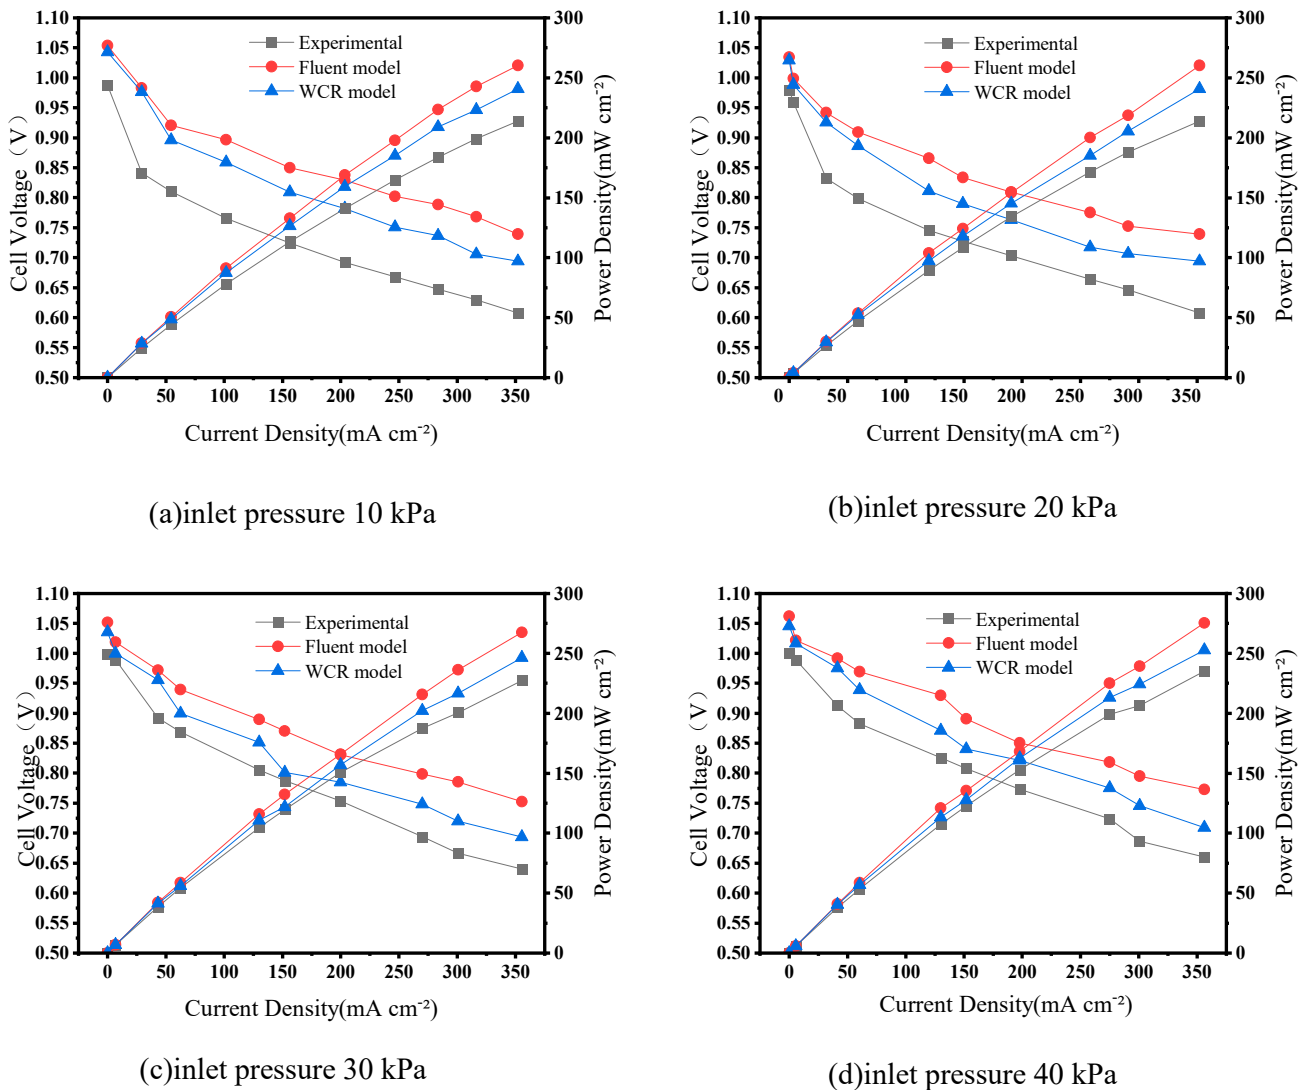 1.10
1.05
1.00
0.95
0.90
0.85
0.80
0.75
0.70
0.65
0.60
0.55
0.50
Cell Voltage（V）
300
250
200
150
100
50
0
Power Density(mW cm⁻²)
Experimental
Fluent model
WCR model
0 50 100 150 200 250 300 350
Current Density(mA cm⁻²)
(a)inlet pressure 10 kPa
1.10
1.05
1.00
0.95
0.90
0.85
0.80
0.75
0.70
0.65
0.60
0.55
0.50
Cell Voltage（V）
300
250
200
150
100
50
0
Power Density(mW cm⁻²)
Experimental
Fluent model
WCR model
0 50 100 150 200 250 300 350
Current Density(mA cm⁻²)
(b)inlet pressure 20 kPa
1.10
1.05
1.00
0.95
0.90
0.85
0.80
0.75
0.70
0.65
0.60
0.55
0.50
Cell Voltage（V）
300
250
200
150
100
50
0
Power Density(mW cm⁻²)
Experimental
Fluent model
WCR model
0 50 100 150 200 250 300 350
Current Density(mA cm⁻²)
(c)inlet pressure 30 kPa
1.10
1.05
1.00
0.95
0.90
0.85
0.80
0.75
0.70
0.65
0.60
0.55
0.50
Cell Voltage（V）
300
250
200
150
100
50
0
Power Density(mW cm⁻²)
Experimental
Fluent model
WCR model
0 50 100 150 200 250 300 350
Current Density(mA cm⁻²)
(d)inlet pressure 40 kPa